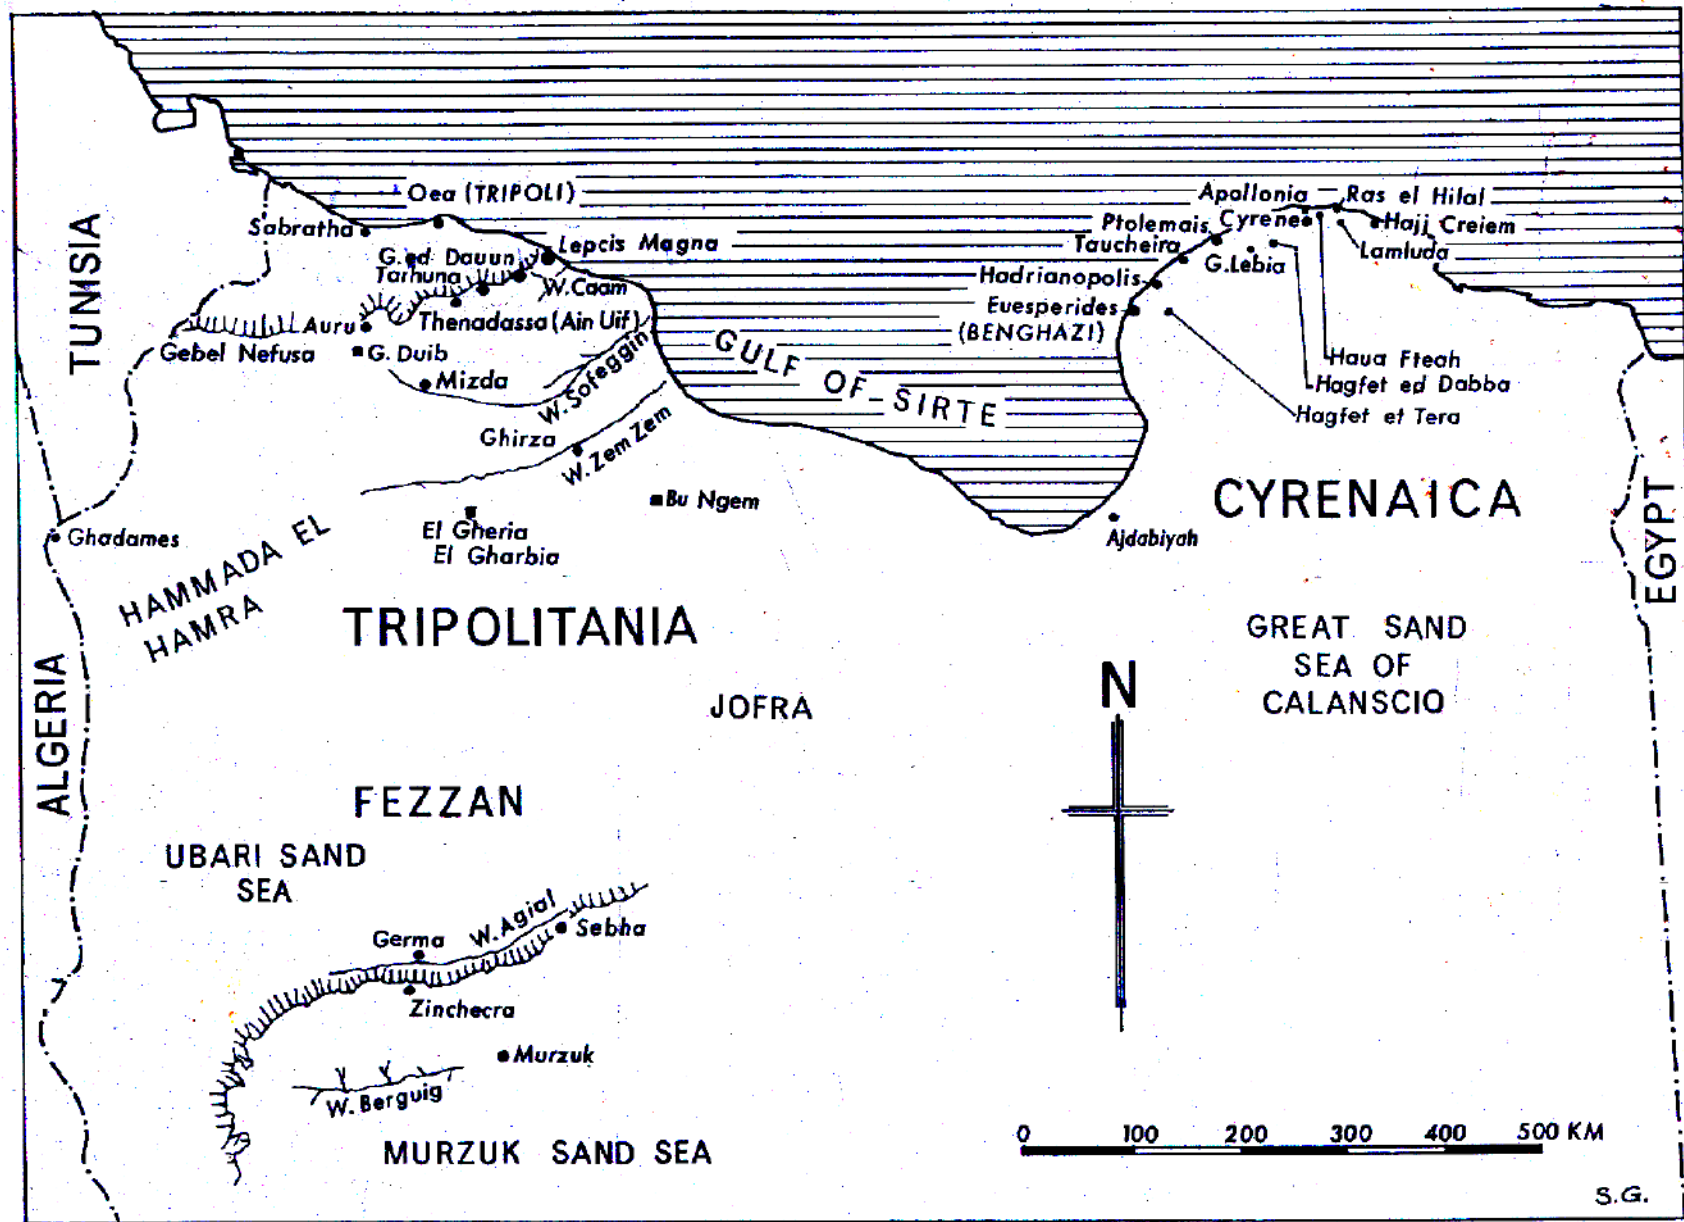 Oea (TRIPOLI)
Sabratha
G. ed Dauun
Lepcis Magna
Tarhuna
W. Caam
Auru
Thenadassa (Ain Uif)
Gebel Nefusa
G. Duib
Mizda
W. Sofeggin
Ghirza
W. Zem Zem
Bu Ngem
El Gheria
El Gharbia
Ghadames
HAMMADA EL
HAMRA
TUNISIA
ALGERIA
TRIPOLITANIA
JOFRA
FEZZAN
UBARI SAND
SEA
Germa
W. Agial
Sebha
Zinchecra
Murzuk
W. Berguig
MURZUK SAND SEA
GULF OF SIRTE
Apollonia
Ras el Hilal
Ptolemais
Cyrene
Hajj Creiem
Taucheira
G. Lebia
Lamluda
Hadrianopolis
Euesperides
(BENGHAZI)
Haua Fteah
Hagfet ed Dabba
Hagfet et Tera
CYRENAICA
Ajdabiyah
EGYPT
GREAT SAND
SEA OF
CALANSCIO
N
0 100 200 300 400 500 KM
S.G.